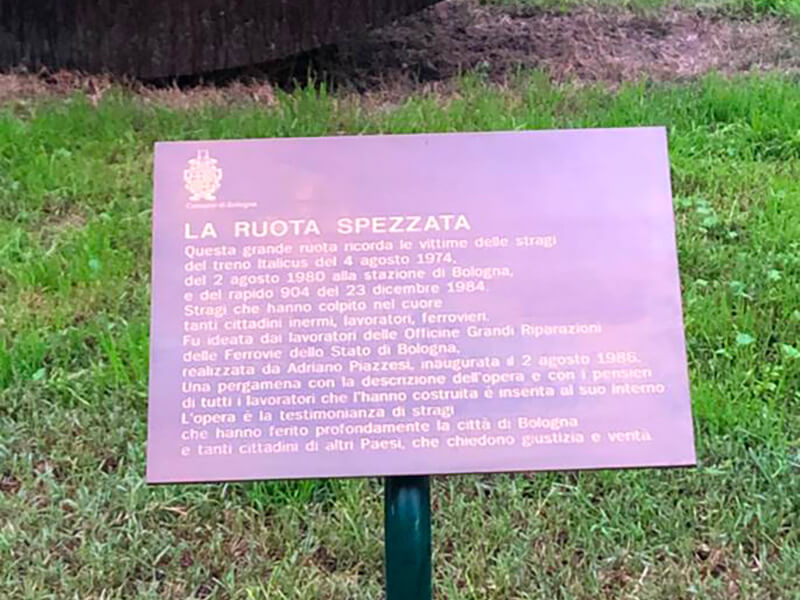 Comune di Bologna
LA RUOTA SPEZZATA
Questa grande ruota ricorda le vittime delle stragi
del treno Italicus del 4 agosto 1974,
del 2 agosto 1980 alla stazione di Bologna,
e del rapido 904 del 23 dicembre 1984.
Stragi che hanno colpito nel cuore
tanti cittadini inermi, lavoratori, ferrovieri.
Fu ideata dai lavoratori delle Officine Grandi Riparazioni
delle Ferrovie dello Stato di Bologna,
realizzata da Adriano Piazzesi, inaugurata il 2 agosto 1986.
Una pergamena con la descrizione dell'opera e con i pensieri
di tutti i lavoratori che l'hanno costruita è inserita al suo interno
L'opera è la testimonianza di stragi
che hanno ferito profondamente la città di Bologna
e tanti cittadini di altri Paesi, che chiedono giustizia e verità